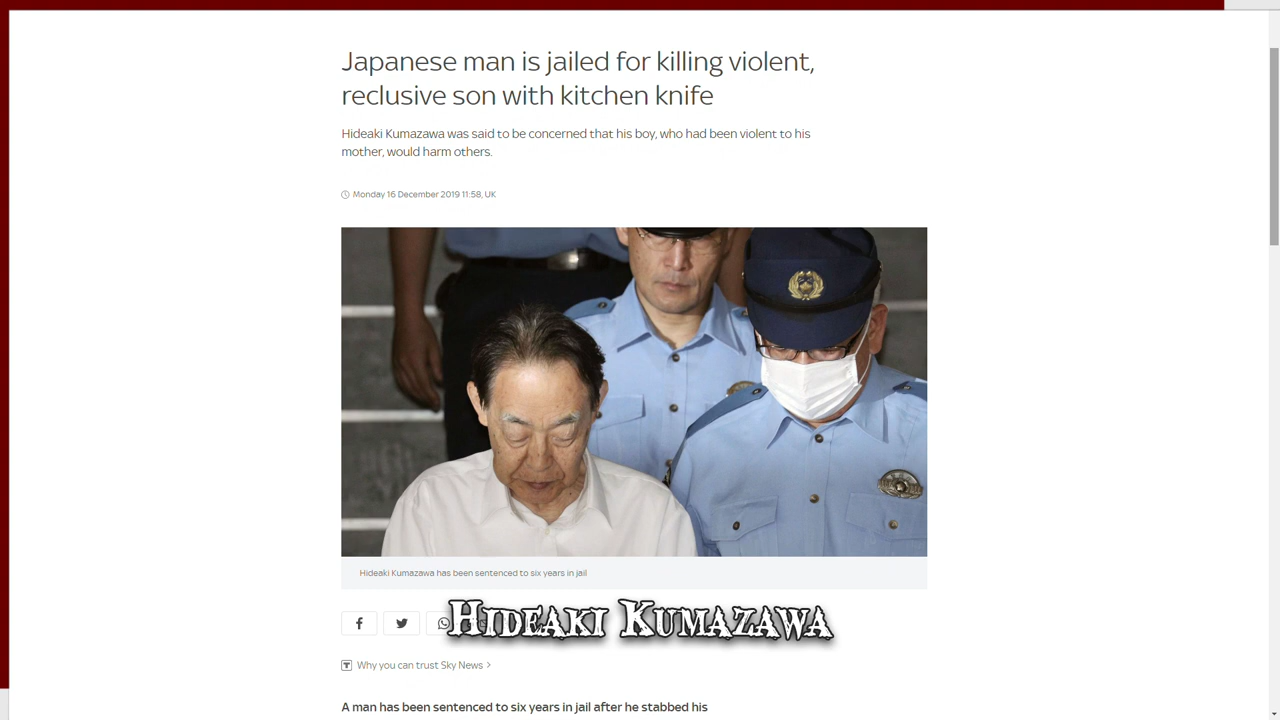 Japanese man is jailed for killing violent,
reclusive son with kitchen knife
Hideaki Kumazawa was said to be concerned that his boy, who had been violent to his
mother, would harm others.
Monday 16 December 2019 11:58, UK
Hideaki Kumazawa has been sentenced to six years in jail
Hideaki Kumazawa
Why you can trust Sky News
A man has been sentenced to six years in jail after he stabbed his